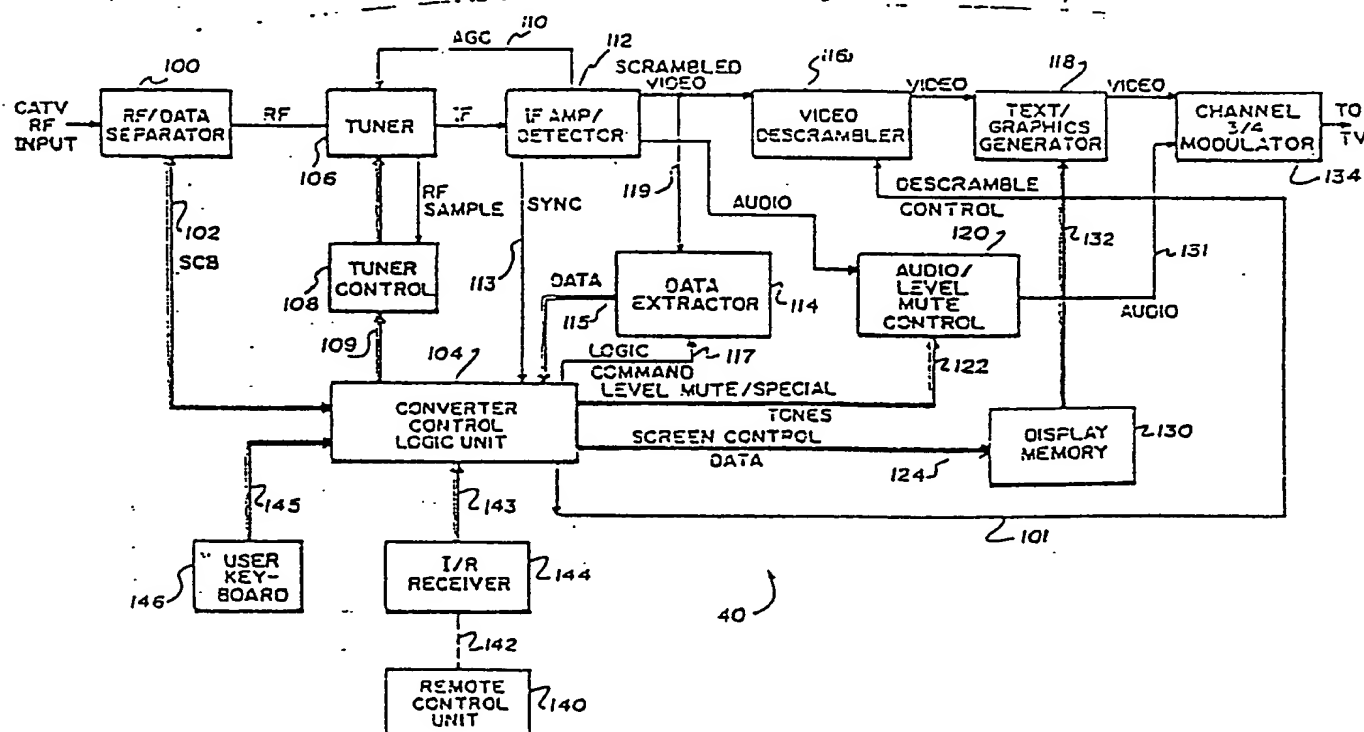 110
AGC
112
100
116
118
SCRAMBLED
VIDEO
VIDEO
VIDEO
CATV
RF
INPUT
RF/DATA
SEPARATOR
RF
TUNER
IF
IF AMP/
DETECTOR
VIDEO
DESCRAMBLER
TEXT/
GRAPHICS
GENERATOR
CHANNEL
3/4
MODULATOR
TO
TV
106
RF
SAMPLE
SYNC
119
AUDIO
DESCRAMBLE
CONTROL
134
102
SCB
108
TUNER
CONTROL
113
DATA
115
DATA
EXTRACTOR
114
120
AUDIO/
LEVEL
MUTE
CONTROL
132
131
AUDIO
109
104
LOGIC
COMMAND
117
122
LEVEL MUTE/SPECIAL
TONES
CONVERTER
CONTROL
LOGIC UNIT
SCREEN CONTROL
DATA
124
DISPLAY
MEMORY
130
145
143
101
146
USER
KEY-
BOARD
I/R
RECEIVER
144
40
142
REMOTE
CONTROL
UNIT
140